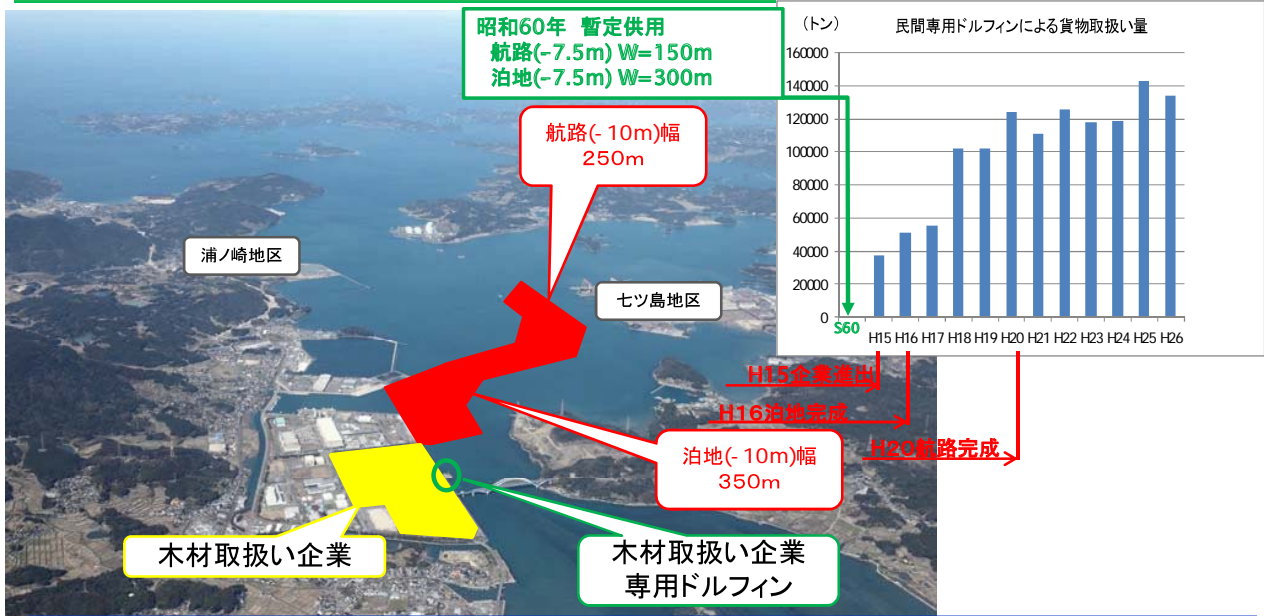 昭和60年 暫定供用
航路(-7.5m) W=150m
泊地(-7.5m) W=300m
航路(-10m)幅
250m
浦ノ崎地区
七ツ島地区
泊地(-10m)幅
350m
木材取扱い企業
木材取扱い企業
専用ドルフィン
(トン)
民間専用ドルフィンによる貨物取扱い量
160000
140000
120000
100000
80000
60000
40000
20000
0
S60
H15 H16 H17 H18 H19 H20 H21 H22 H23 H24 H25 H26
H15企業進出
H16泊地完成
H20航路完成